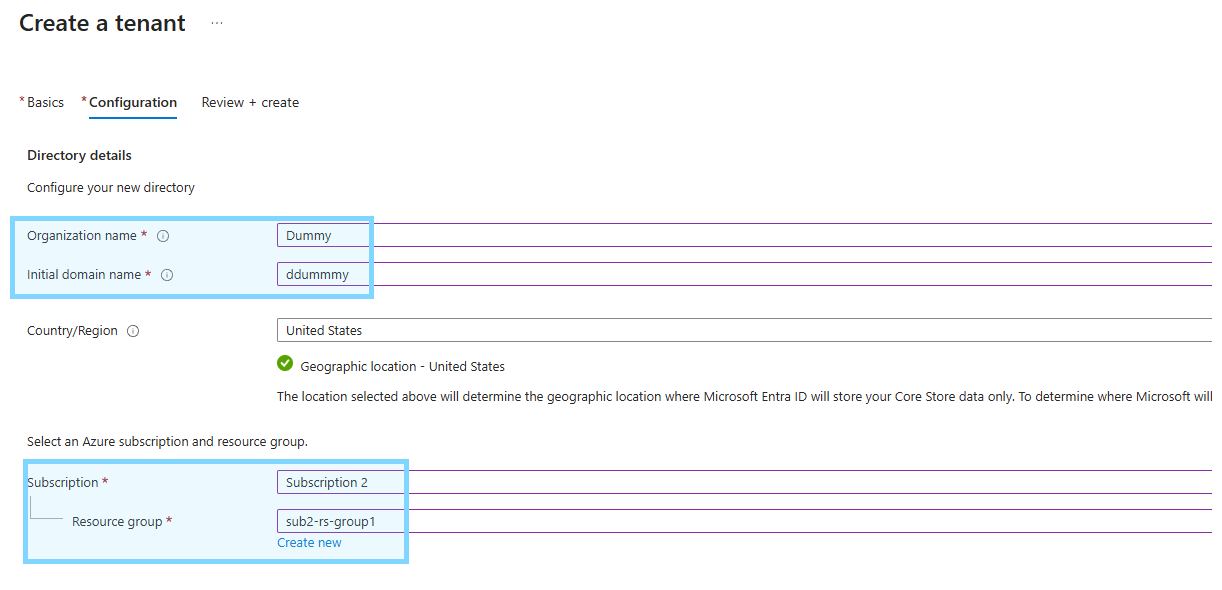 Create a tenant ...
* Basics * Configuration Review + create
Directory details
Configure your new directory
Organization name * Dummy
Initial domain name * ddummmy
Country/Region United States
Geographic location - United States
The location selected above will determine the geographic location where Microsoft Entra ID will store your Core Store data only. To determine where Microsoft will
Select an Azure subscription and resource group.
Subscription * Subscription 2
Resource group * sub2-rs-group1
Create new